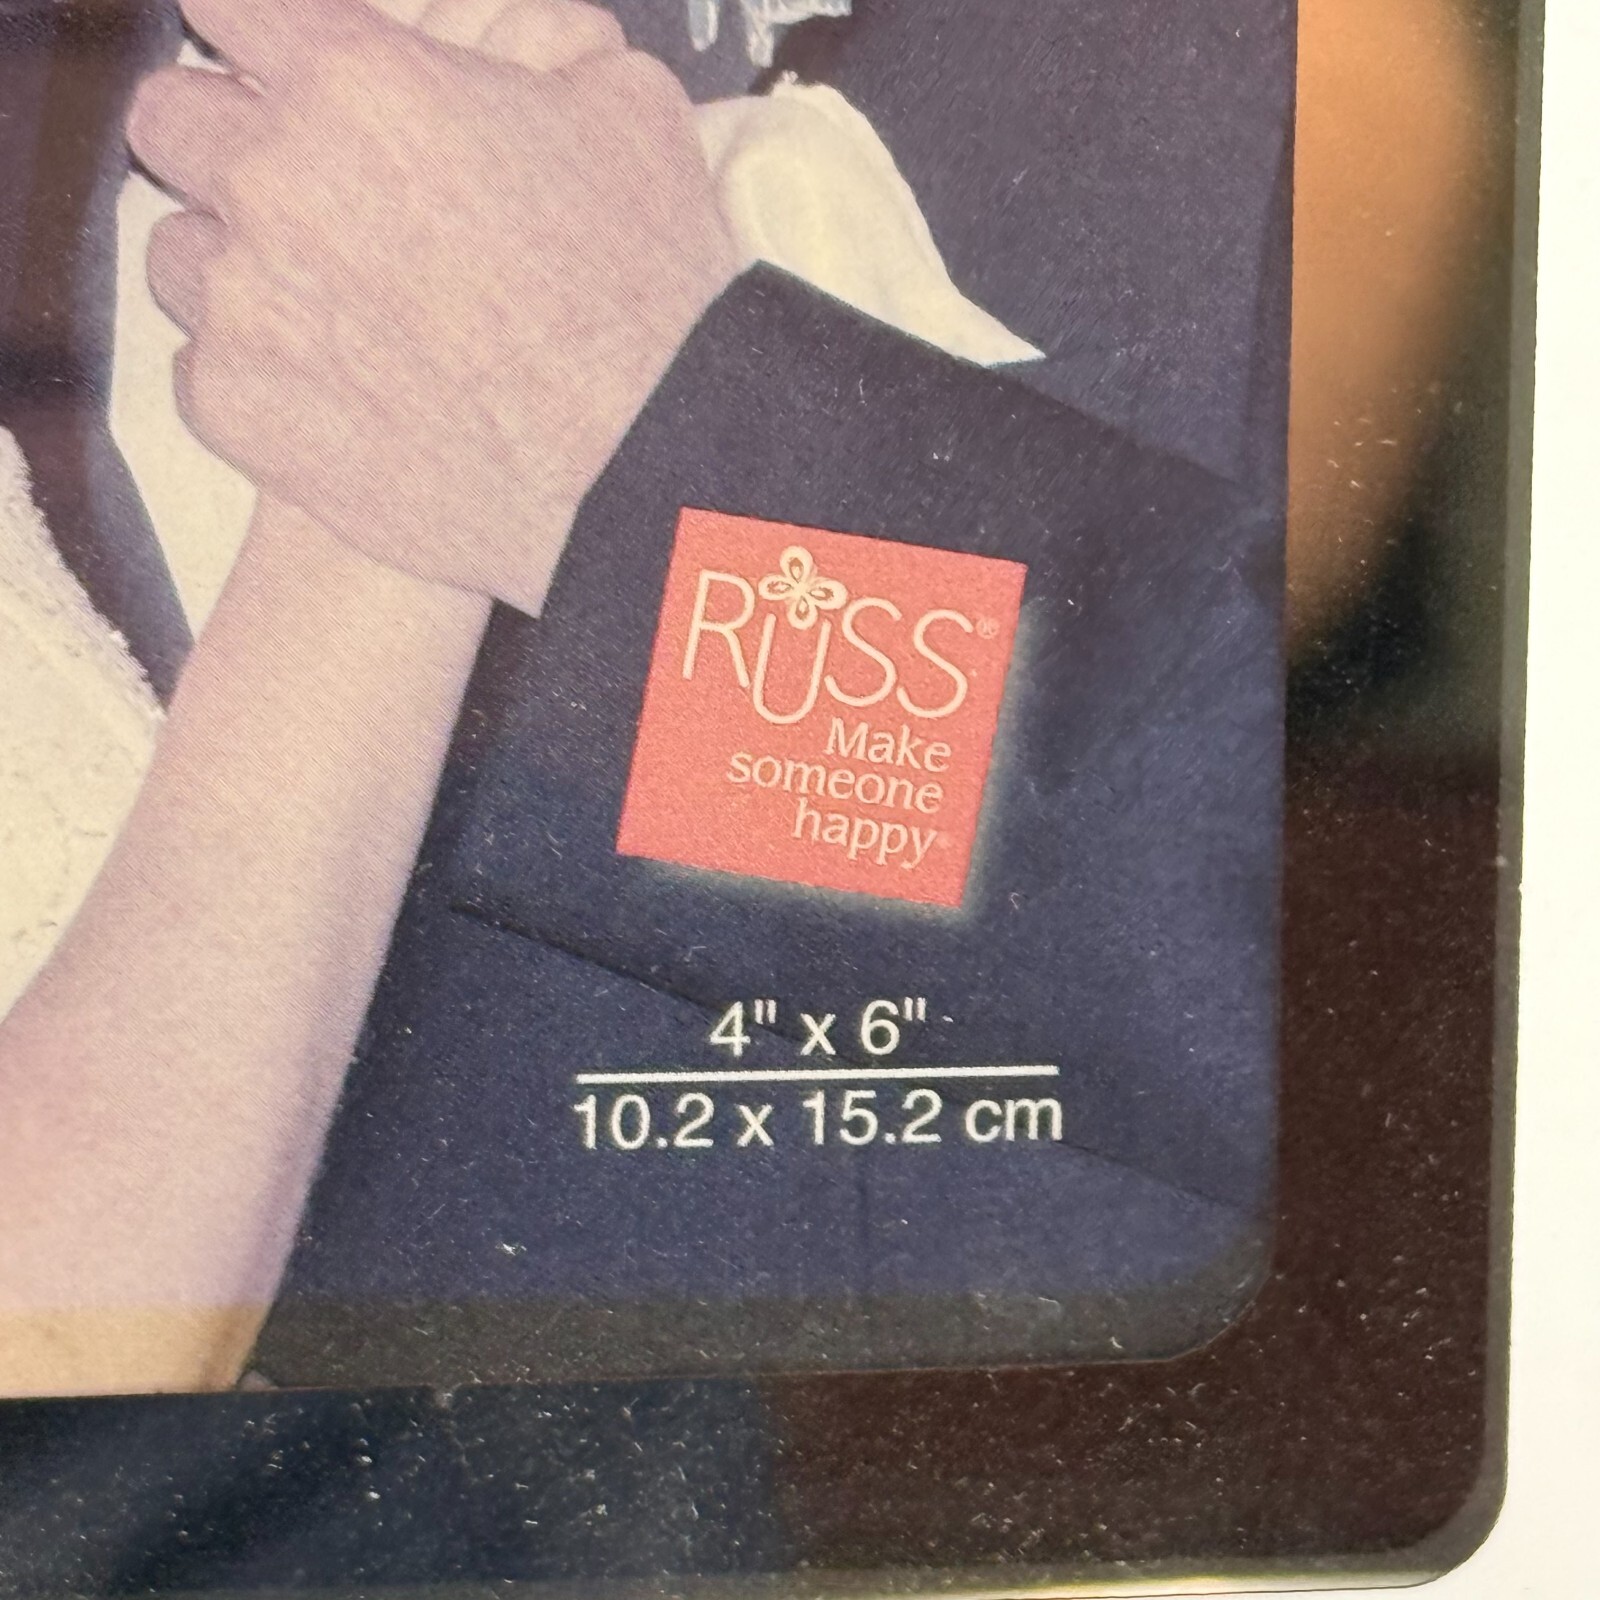 RUSS®
Make
someone
happy
4" x 6"
10.2 x 15.2 cm